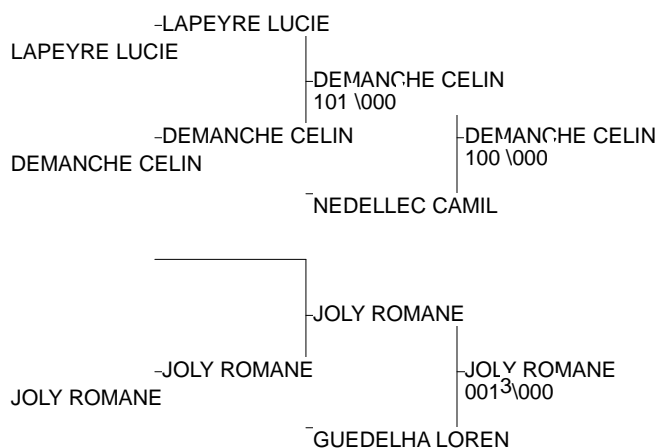 LAPEYRE LUCIE
LAPEYRE LUCIE
DEMANCHE CELIN
101 \000
DEMANCHE CELIN
DEMANCHE CELIN
100 \000
DEMANCHE CELIN
NEDELLEC CAMIL
JOLY ROMANE
JOLY ROMANE
JOLY ROMANE
001 \000
3
JOLY ROMANE
GUEDELHA LOREN